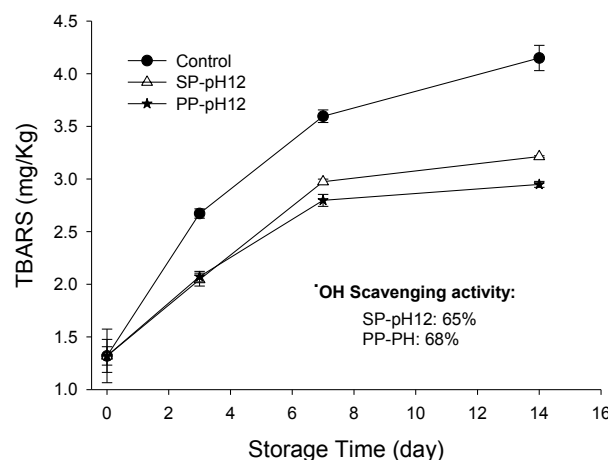 4.5
4.0
3.5
3.0
2.5
2.0
1.5
1.0
TBARS (mg/Kg)
Control
SP-pH12
PP-pH12
˙OH Scavenging activity:
SP-pH12: 65%
PP-PH: 68%
0 2 4 6 8 10 12 14 16
Storage Time (day)